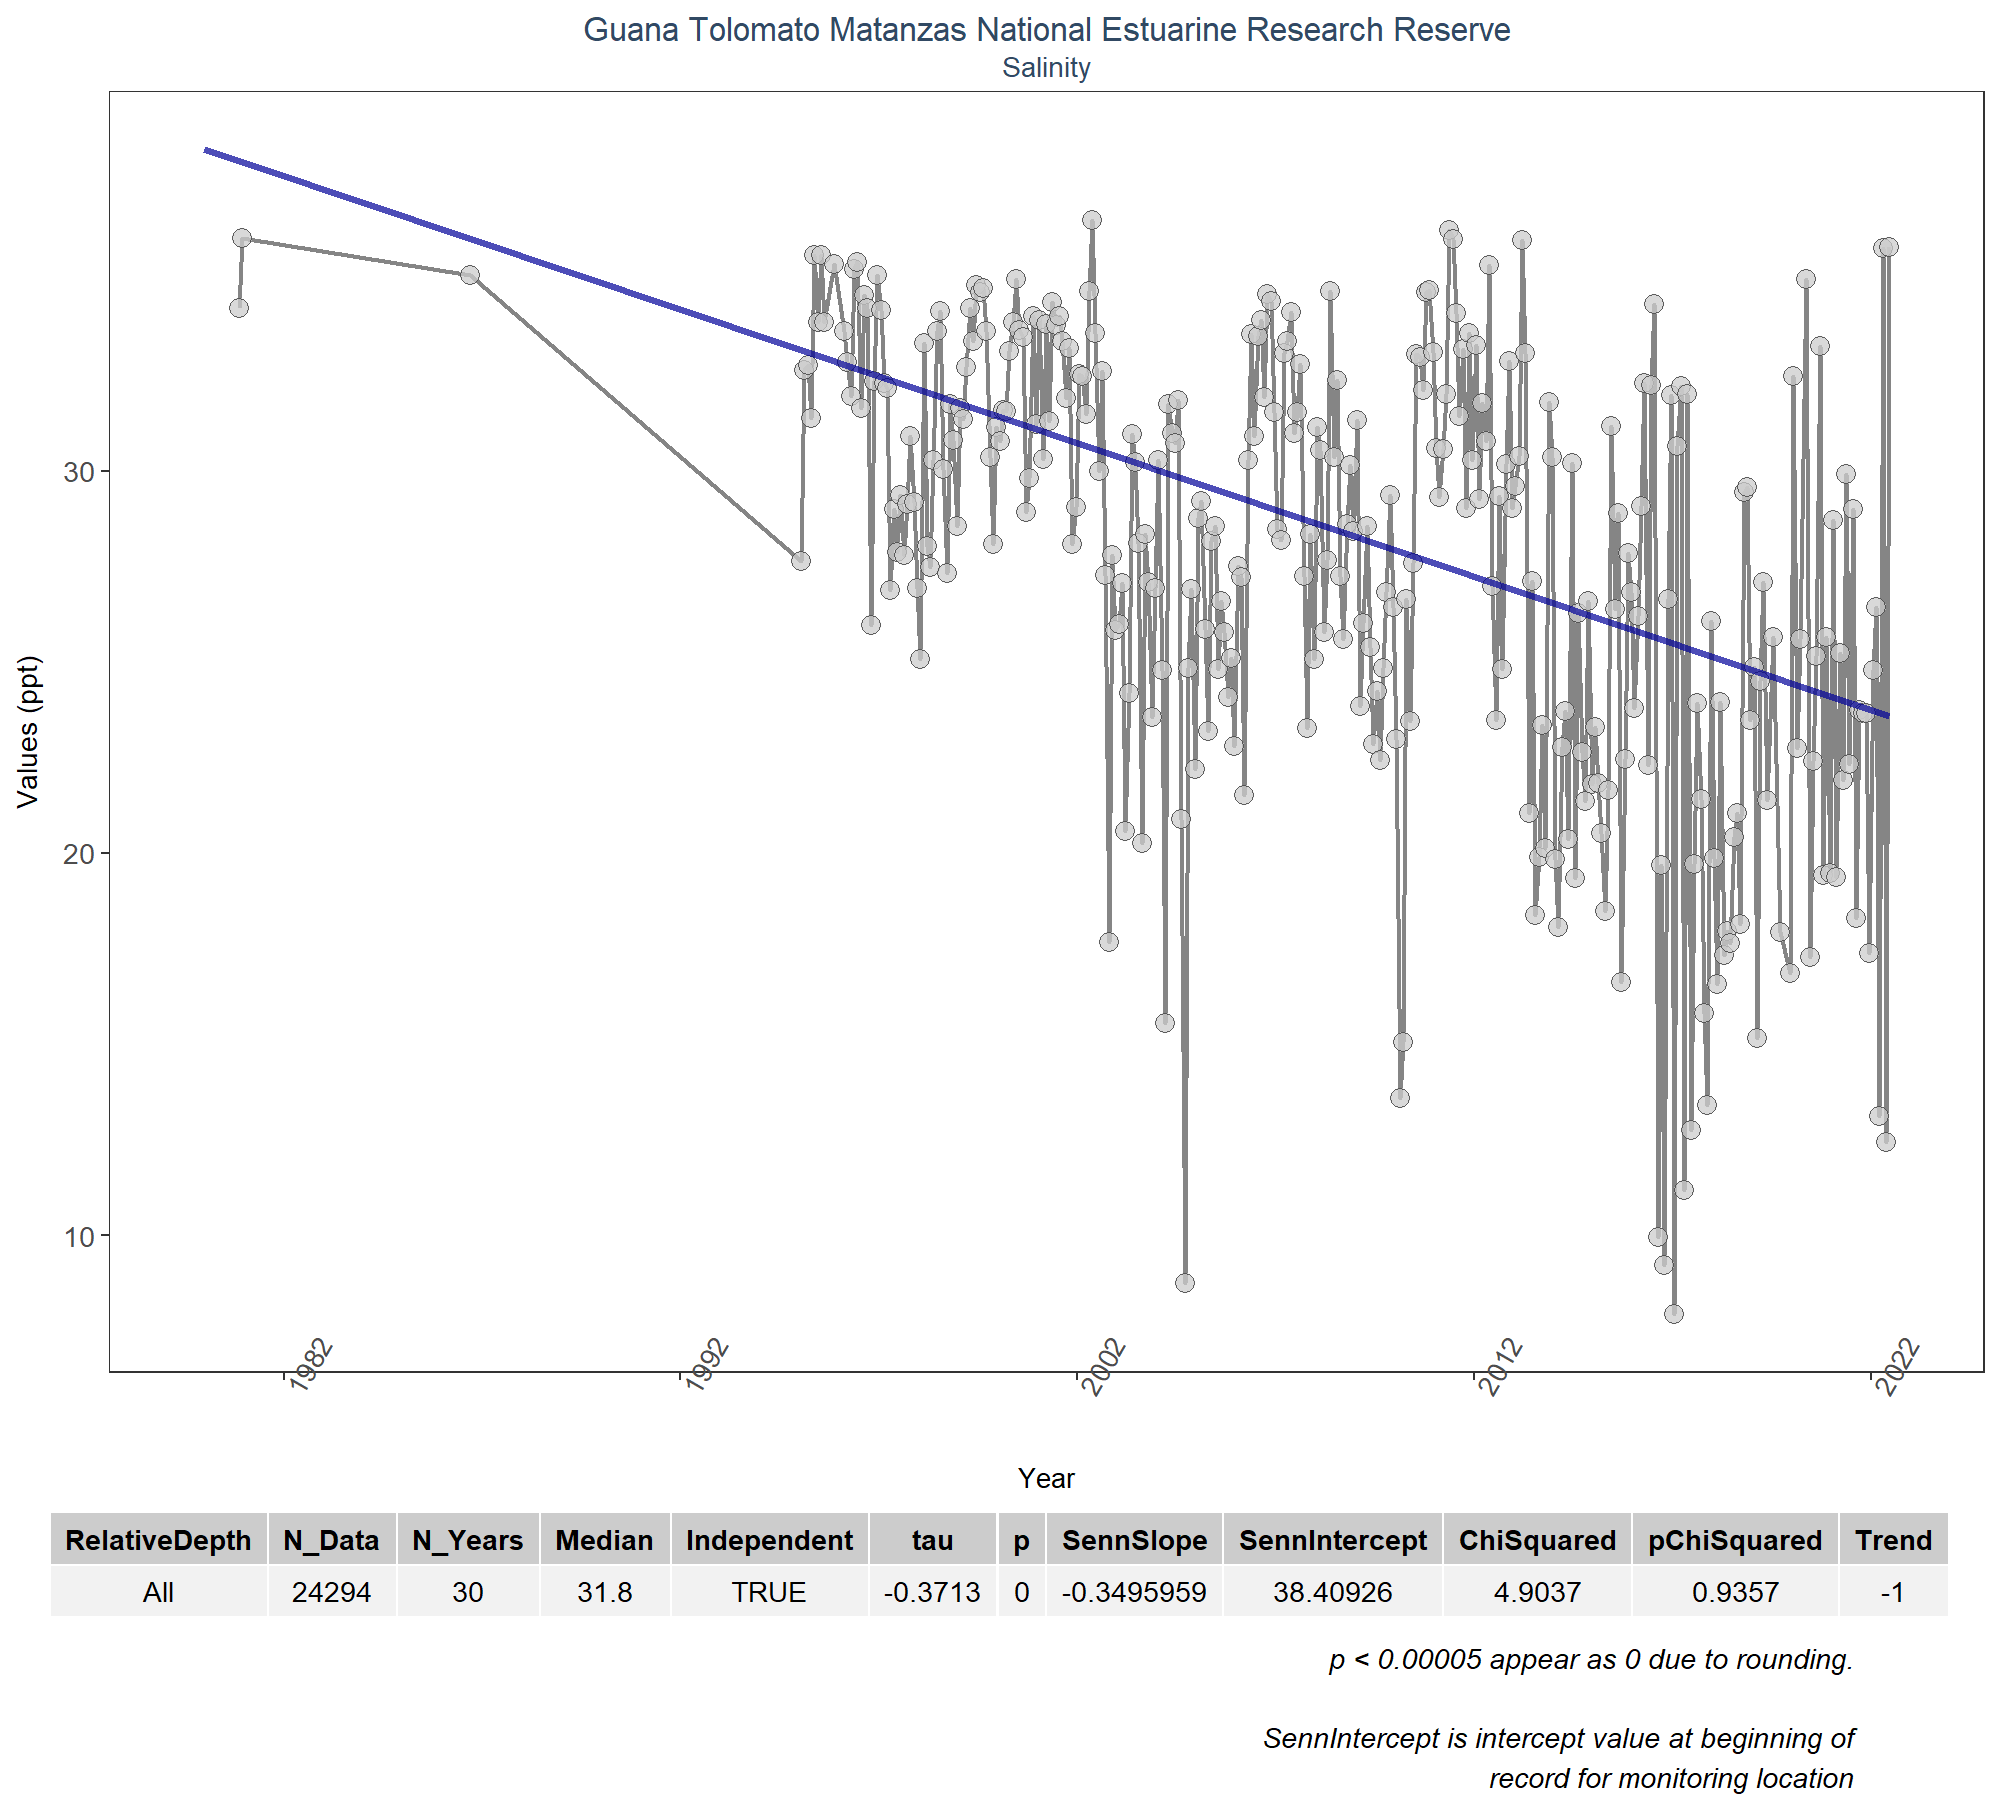 Guana Tolomato Matanzas National Estuarine Research Reserve
Salinity
Values (ppt)
30
20
10
1982
1992
2002
2012
2022
Year
RelativeDepth N_Data N_Years Median Independent tau p SennSlope SennIntercept ChiSquared pChiSquared Trend
All 24294 30 31.8 TRUE -0.3713 0 -0.3495959 38.40926 4.9037 0.9357 -1
p < 0.00005 appear as 0 due to rounding.
SennIntercept is intercept value at beginning of
record for monitoring location